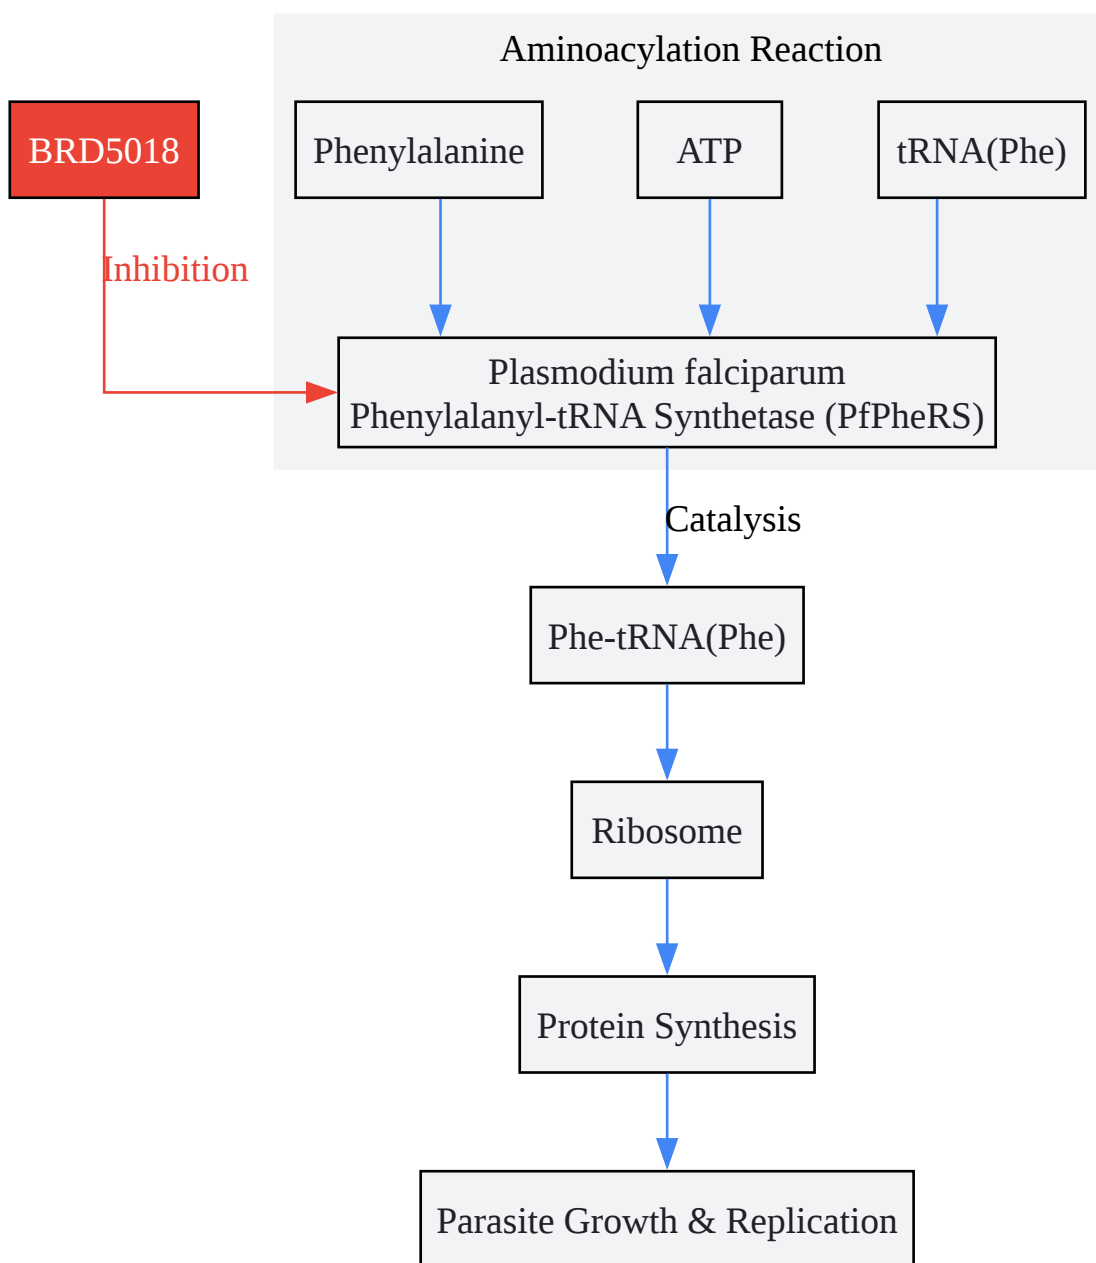 Aminoacylation Reaction
BRD5018
Phenylalanine
ATP
tRNA(Phe)
Inhibition
Plasmodium falciparum
Phenylalanyl-tRNA Synthetase (PfPheRS)
Catalysis
Phe-tRNA(Phe)
Ribosome
Protein Synthesis
Parasite Growth & Replication